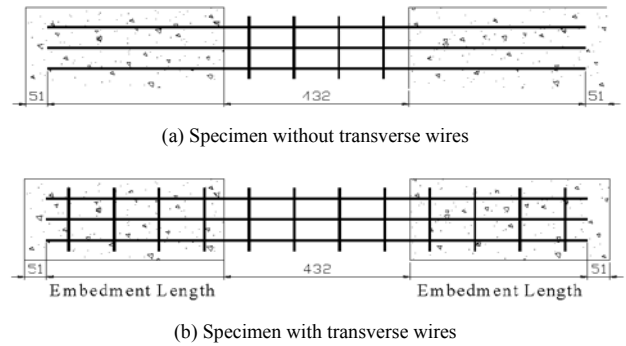 51 432 51
(a) Specimen without transverse wires
51 432 51
Embedment Length Embedment Length
(b) Specimen with transverse wires